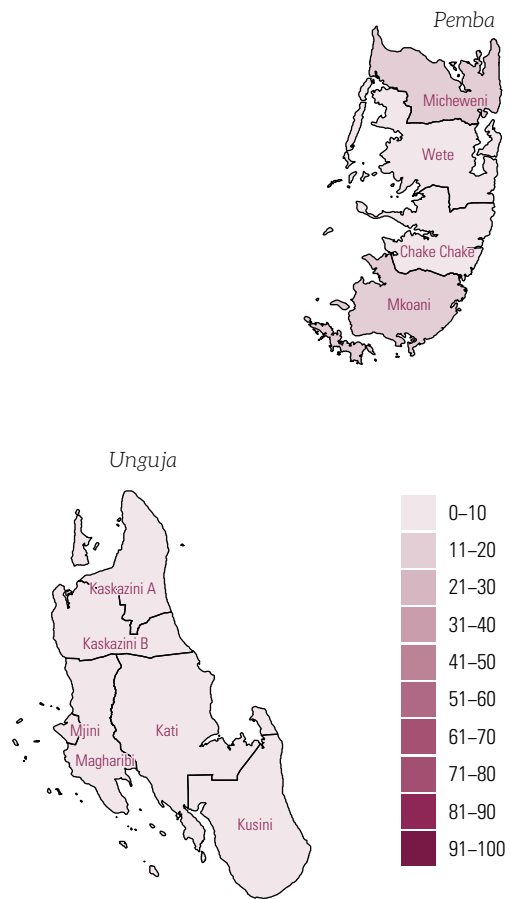 Pemba
Micheweni
Wete
Chake Chake
Mkoani
Unguja
Kaskazini A
Kaskazini B
Mjini
Kati
Magharibi
Kusini
0–10
11–20
21–30
31–40
41–50
51–60
61–70
71–80
81–90
91–100